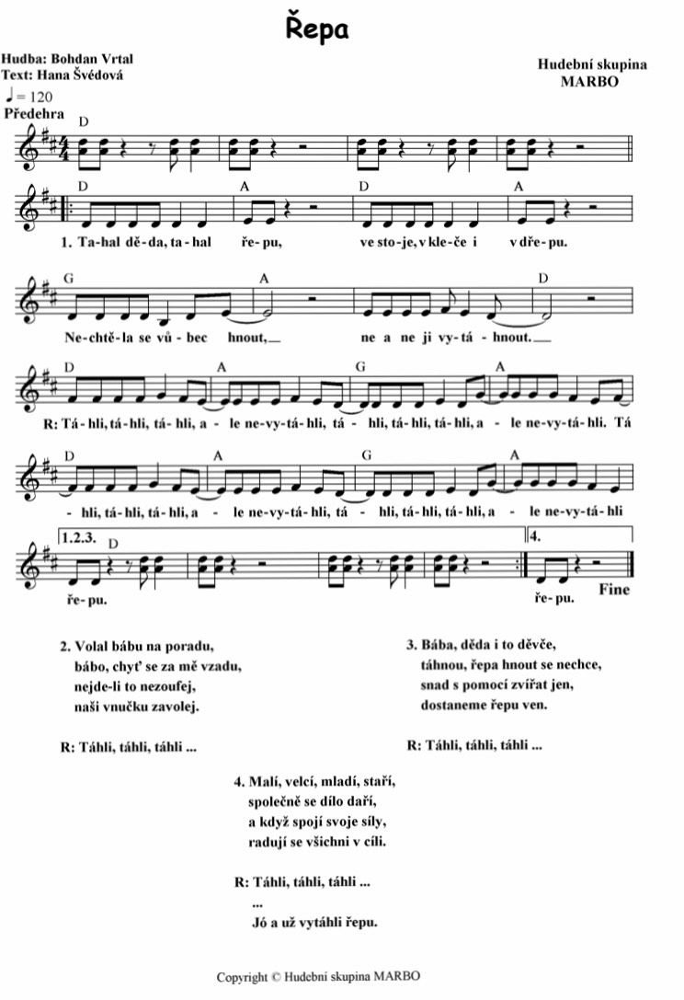 Řepa
Hudba: Bohdan Vrtal
Text: Hana Švédová
Hudební skupina
MARBO
♩ = 120
Předehra
D
D A D A
1. Ta-hal dě-da, ta-hal ře-pu, ve sto-je, v kle-če i v dře-pu.
G A D
Ne-chtě-la se vů-bec hnout, ne a ne ji vy-tá-hnout.
D A G A
R: Tá-hli, tá-hli, tá-hli, a - le ne-vy-tá-hli, tá - hli, tá-hli, tá-hli, a - le ne-vy-tá-hli. Tá
D A G A
- hli, tá-hli, tá-hli, a - le ne-vy-tá-hli, tá - hli, tá-hli, tá-hli, a - le ne-vy-tá-hli
1.2.3. D 4.
ře-pu. ře-pu. Fine
2. Volal bábu na poradu,
bábo, chyť se za mě vzadu,
nejde-li to nezoufej,
naši vnučku zavolej.
R: Táhli, táhli, táhli ...
3. Bába, děda i to děvče,
táhnou, řepa hnout se nechce,
snad s pomocí zvířat jen,
dostaneme řepu ven.
R: Táhli, táhli, táhli ...
4. Malí, velcí, mladí, staří,
společně se dílo daří,
a když spojí svoje síly,
radují se všichni v cíli.
R: Táhli, táhli, táhli ...
...
Jó a už vytáhli řepu.
Copyright © Hudební skupina MARBO